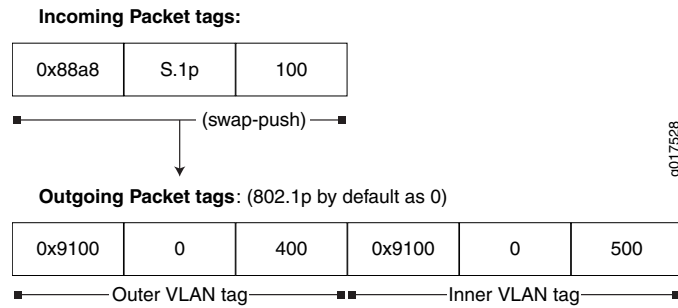 Incoming Packet tags:
0x88a8 S.1p 100
(swap-push)
g017528
Outgoing Packet tags: (802.1p by default as 0)
0x9100 0 400 0x9100 0 500
Outer VLAN tag Inner VLAN tag